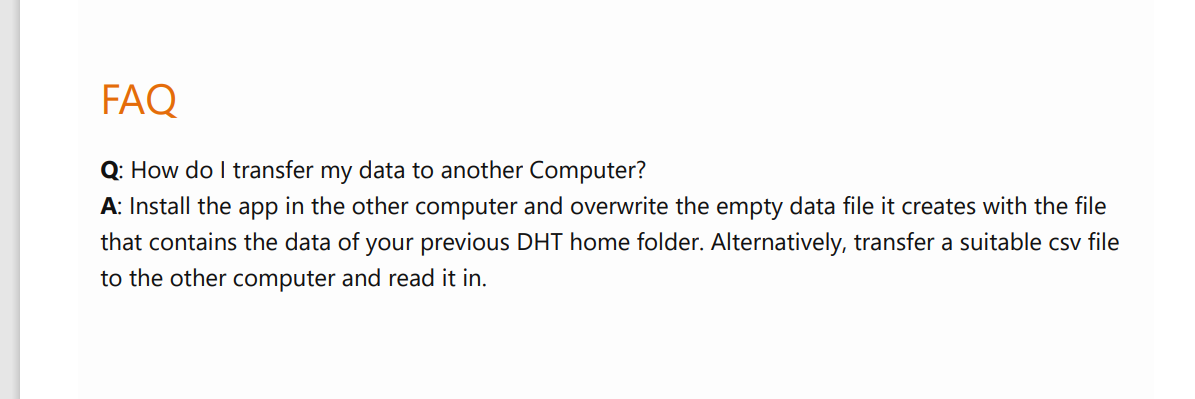 FAQ
Q: How do I transfer my data to another Computer?
A: Install the app in the other computer and overwrite the empty data file it creates with the file
that contains the data of your previous DHT home folder. Alternatively, transfer a suitable csv file
to the other computer and read it in.